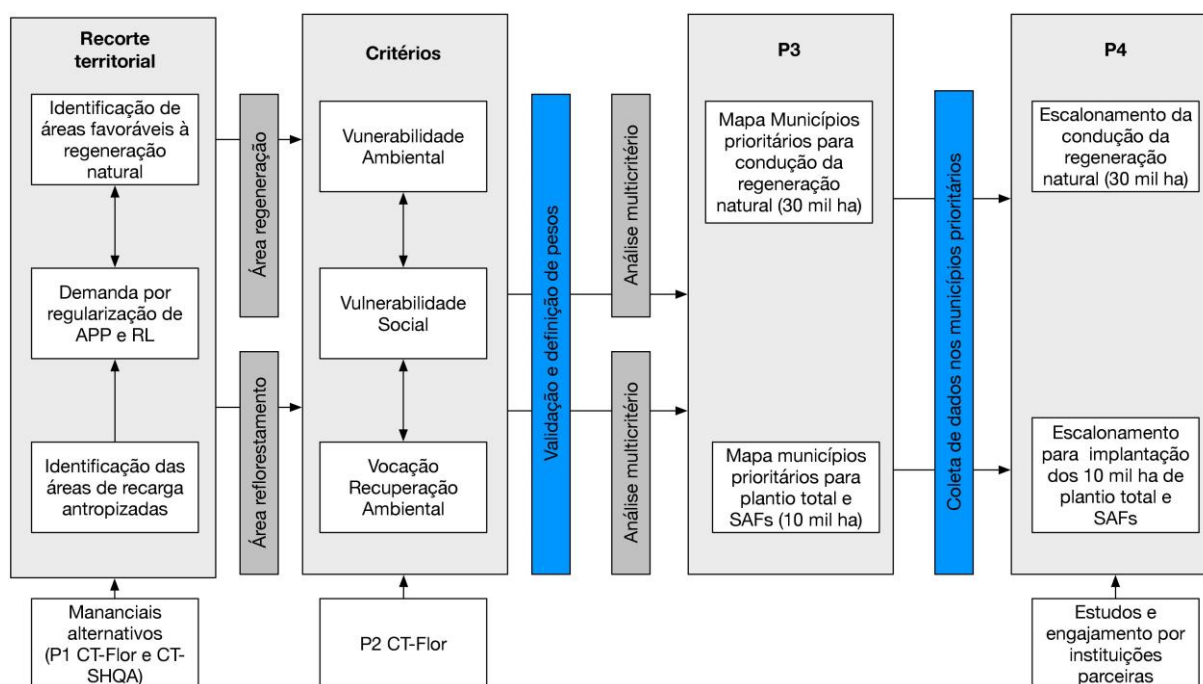 Recorte
territorial
Identificação de
áreas favoráveis à
regeneração
natural
Demanda por
regularização de
APP e RL
Identificação das
áreas de recarga
antropizadas
Mananciais
alternativos
(P1 CT-Flor e CT-
SHQA)
Área regeneração
Área reflorestamento
Critérios
Vunerabilidade
Ambiental
Vulnerabilidade
Social
Vocação
Recuperação
Ambiental
P2 CT-Flor
Validação e definição de pesos
Análise multicritério
Análise multicritério
P3
Mapa Municípios
prioritários para
condução da
regeneração
natural (30 mil ha)
Mapa municípios
prioritários para
plantio total e
SAFs (10 mil ha)
Coleta de dados nos municípios prioritários
P4
Escalonamento da
condução da
regeneração
natural (30 mil ha)
Escalonamento
para implantação
dos 10 mil ha de
plantio total e
SAFs
Estudos e
engajamento por
instituições
parceiras